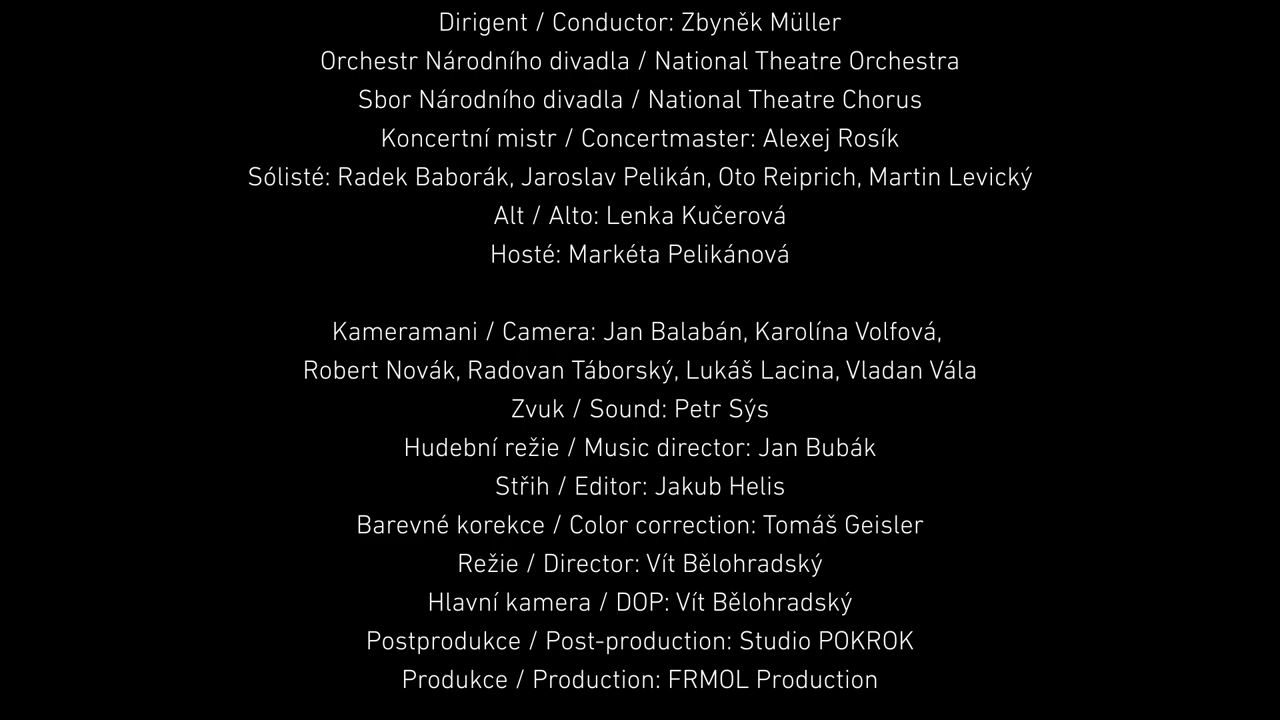 Dirigent / Conductor: Zbyněk Müller
Orchestr Národního divadla / National Theatre Orchestra
Sbor Národního divadla / National Theatre Chorus
Koncertní mistr / Concertmaster: Alexej Rosík
Sólisté: Radek Baborák, Jaroslav Pelikán, Oto Reiprich, Martin Levický
Alt / Alto: Lenka Kučerová
Hosté: Markéta Pelikánová
Kameramani / Camera: Jan Balabán, Karolína Volfová,
Robert Novák, Radovan Táborský, Lukáš Lacina, Vladan Vála
Zvuk / Sound: Petr Sýs
Hudební režie / Music director: Jan Bubák
Střih / Editor: Jakub Helis
Barevné korekce / Color correction: Tomáš Geisler
Režie / Director: Vít Bělohradský
Hlavní kamera / DOP: Vít Bělohradský
Postprodukce / Post-production: Studio POKROK
Produkce / Production: FRMOL Production